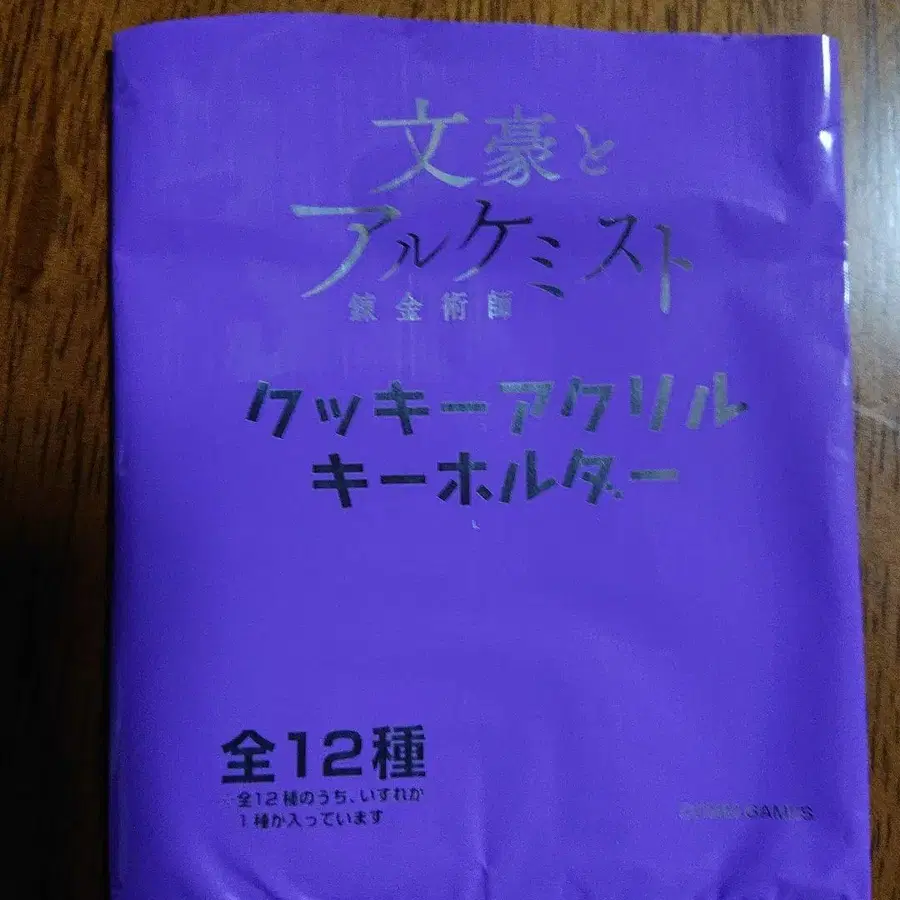 文豪と
アルケミスト
錬金術師
クッキーアクリル
キーホルダー
全12種
全12種のうち、いずれか
1種が入っています
GAMES